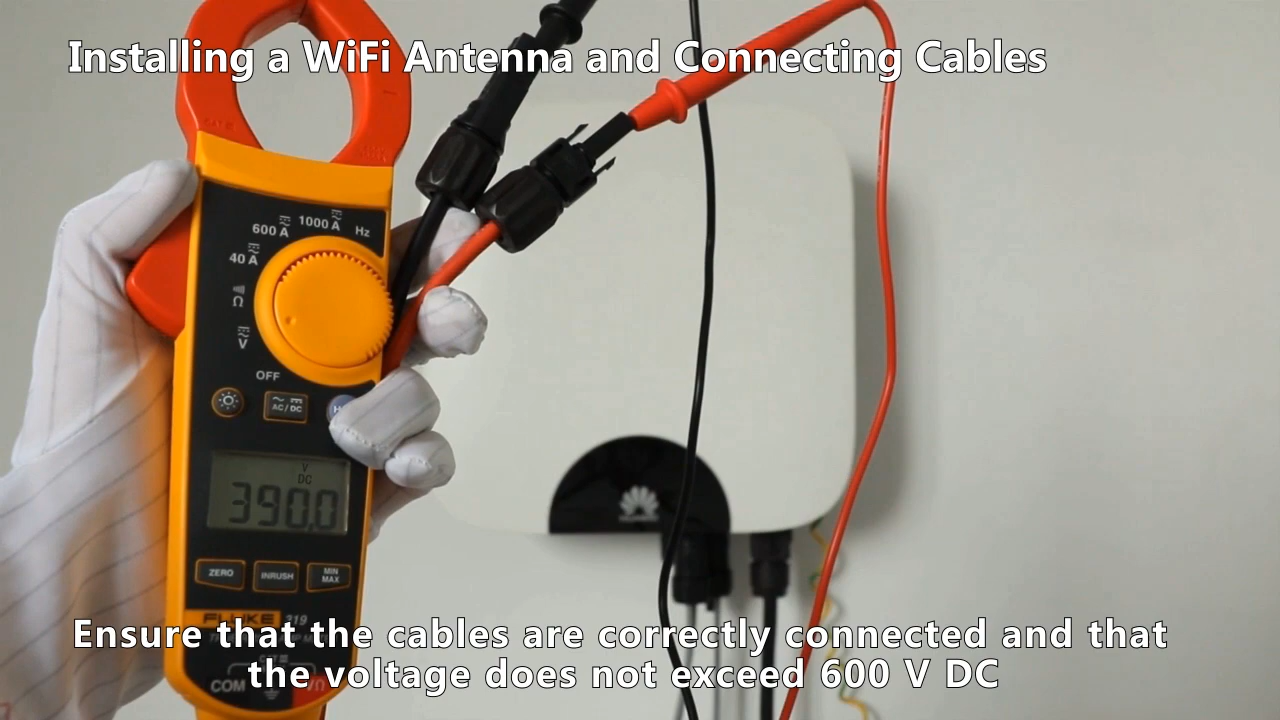 Installing a WiFi Antenna and Connecting Cables
1000 A
Hz
600 A
40 A
Ω
V
OFF
AC/DC
V
DC
390.0
ZERO
INRUSH
MIN
MAX
FLUKE 319
COM
VΩ
Ensure that the cables are correctly connected and that
the voltage does not exceed 600 V DC